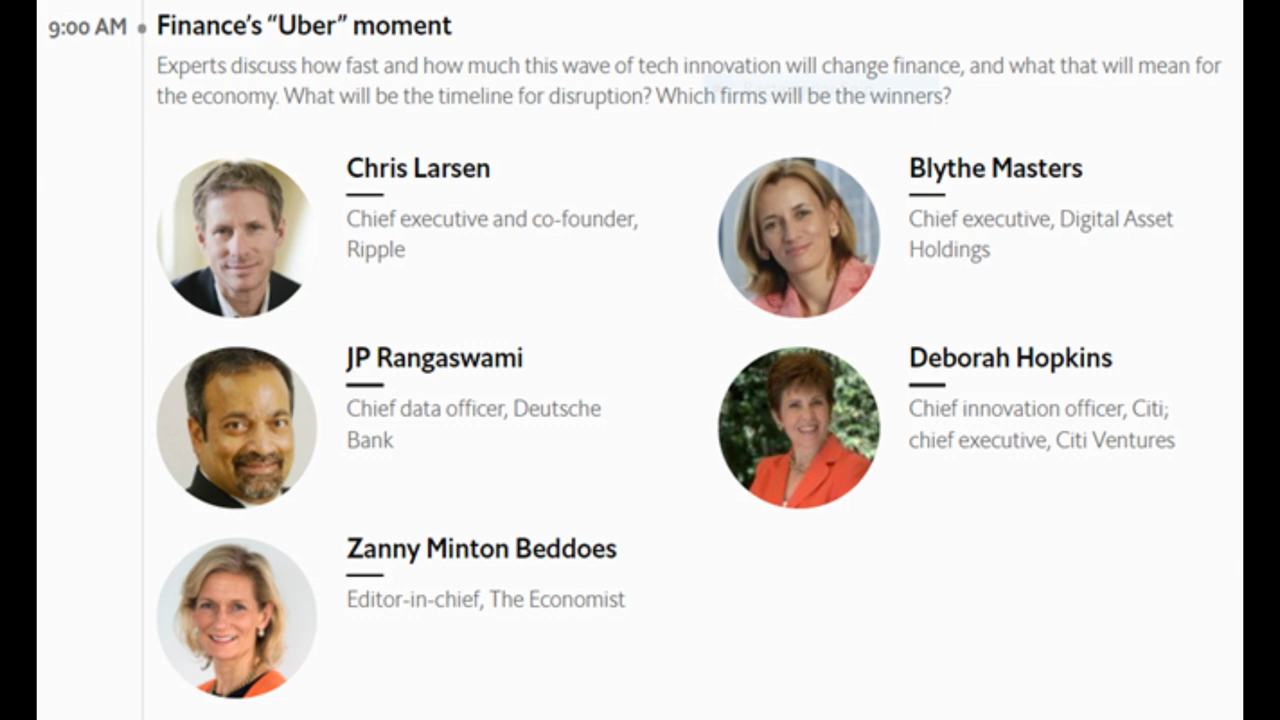 9:00 AM
Finance’s “Uber” moment
Experts discuss how fast and how much this wave of tech innovation will change finance, and what that will mean for
the economy. What will be the timeline for disruption? Which firms will be the winners?
Chris Larsen
Chief executive and co-founder,
Ripple
Blythe Masters
Chief executive, Digital Asset
Holdings
JP Rangaswami
Chief data officer, Deutsche
Bank
Deborah Hopkins
Chief innovation officer, Citi;
chief executive, Citi Ventures
Zanny Minton Beddoes
Editor-in-chief, The Economist